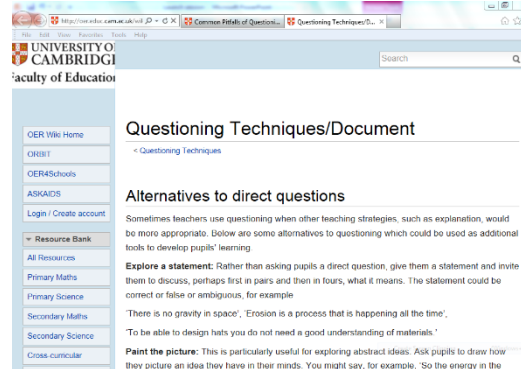 http://oer.educ.cam.ac.uk/wil
Common Pitfalls of Questioni...
Questioning Techniques/D...
File Edit View Favorites Tools Help
UNIVERSITY O
CAMBRIDGI
Faculty of Education
Search
OER Wiki Home
ORBIT
OER4Schools
ASKAIDS
Login / Create account
Resource Bank
All Resources
Primary Maths
Primary Science
Secondary Maths
Secondary Science
Cross-curricular
Questioning Techniques/Document
< Questioning Techniques
Alternatives to direct questions
Sometimes teachers use questioning when other teaching strategies, such as explanation, would
be more appropriate. Below are some alternatives to questioning which could be used as additional
tools to develop pupils' learning
Explore a statement: Rather than asking pupils a direct question, give them a statement and invite
them to discuss, perhaps first in pairs and then in fours, what it means. The statement could be
correct or false or ambiguous, for example
'There is no gravity in space', 'Erosion is a process that is happening all the time',
'To be able to design hats you do not need a good understanding of materials.'
Paint the picture: This is particularly useful for exploring abstract ideas. Ask pupils to draw how
they picture an idea they have in their minds. You might say, for example, 'So the energy in the